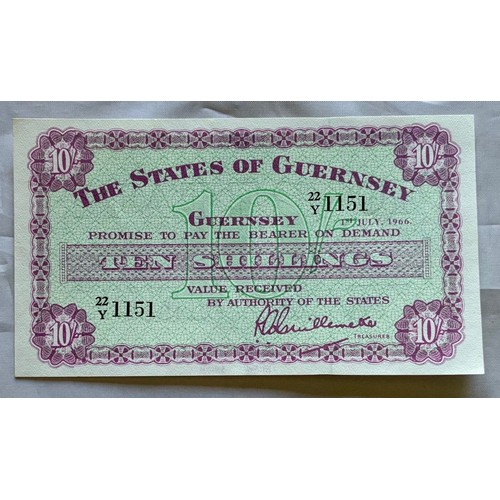 10/- 10/-
THE STATES OF GUERNSEY
10/-
22/Y 1151
GUERNSEY 1ST JULY, 1966.
PROMISE TO PAY THE BEARER ON DEMAND
TEN SHILLINGS
VALUE RECEIVED
22/Y 1151
BY AUTHORITY OF THE STATES
TREASURER
10/- 10/-